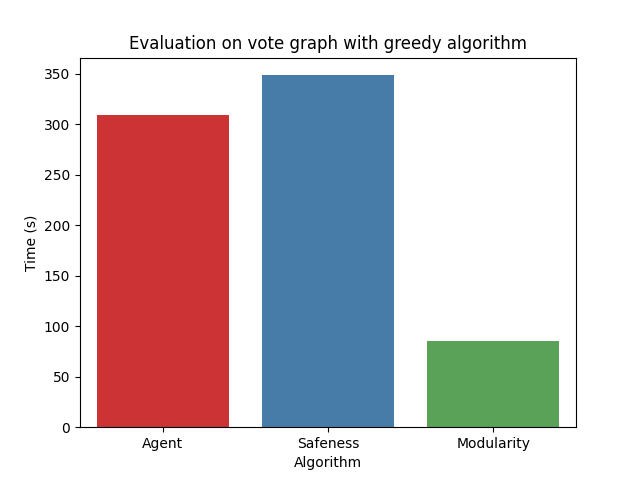 Evaluation on vote graph with greedy algorithm
350
300
250
200
150
100
50
0
Time (s)
Agent
Safeness
Modularity
Algorithm